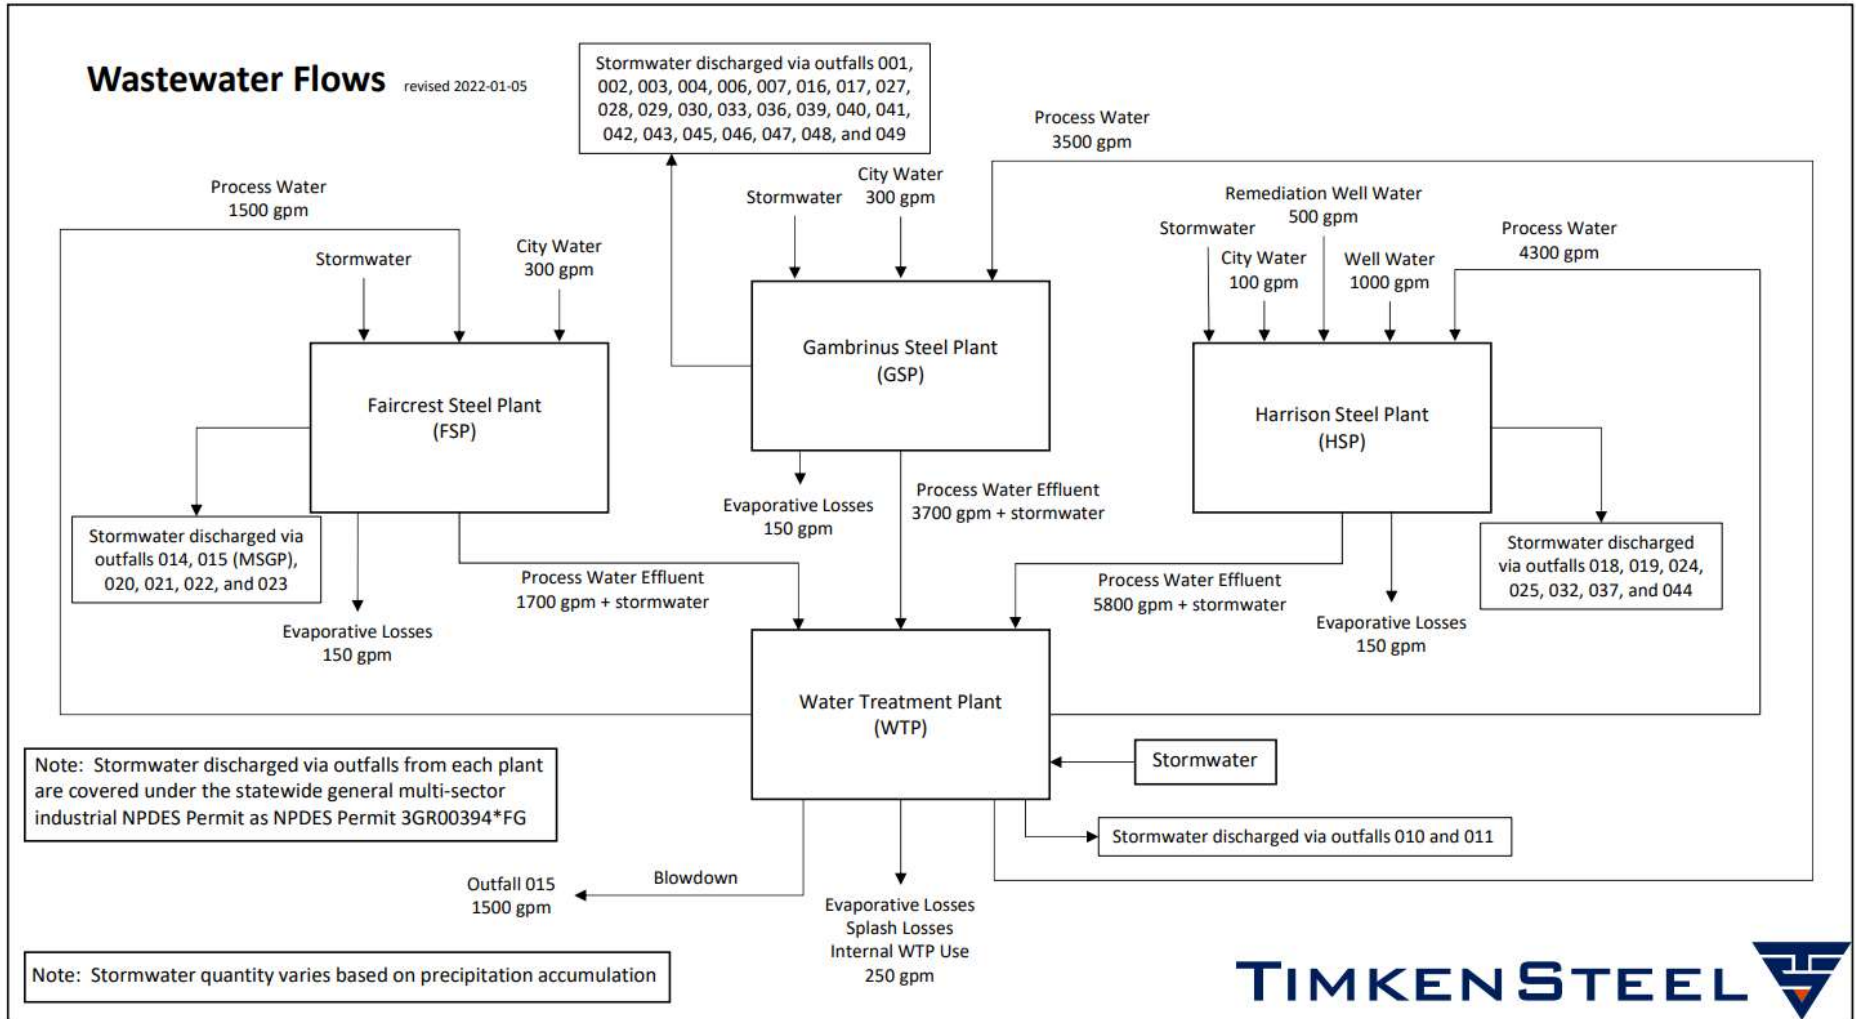 Wastewater Flows revised 2022-01-05
Stormwater discharged via outfalls 001,
002, 003, 004, 006, 007, 016, 017, 027,
028, 029, 030, 033, 036, 039, 040, 041,
042, 043, 045, 046, 047, 048, and 049
Process Water
3500 gpm
Process Water
1500 gpm
Stormwater
City Water
300 gpm
Stormwater
City Water
300 gpm
Remediation Well Water
500 gpm
Stormwater
City Water
100 gpm
Well Water
1000 gpm
Process Water
4300 gpm
Faircrest Steel Plant
(FSP)
Gambrinus Steel Plant
(GSP)
Harrison Steel Plant
(HSP)
Stormwater discharged via
outfalls 014, 015 (MSGP),
020, 021, 022, and 023
Evaporative Losses
150 gpm
Process Water Effluent
1700 gpm + stormwater
Evaporative Losses
150 gpm
Process Water Effluent
3700 gpm + stormwater
Process Water Effluent
5800 gpm + stormwater
Evaporative Losses
150 gpm
Stormwater discharged
via outfalls 018, 019, 024,
025, 032, 037, and 044
Water Treatment Plant
(WTP)
Stormwater
Note: Stormwater discharged via outfalls from each plant
are covered under the statewide general multi-sector
industrial NPDES Permit as NPDES Permit 3GR00394*FG
Stormwater discharged via outfalls 010 and 011
Outfall 015
1500 gpm
Blowdown
Evaporative Losses
Splash Losses
Internal WTP Use
250 gpm
Note: Stormwater quantity varies based on precipitation accumulation
TIMKENSTEEL